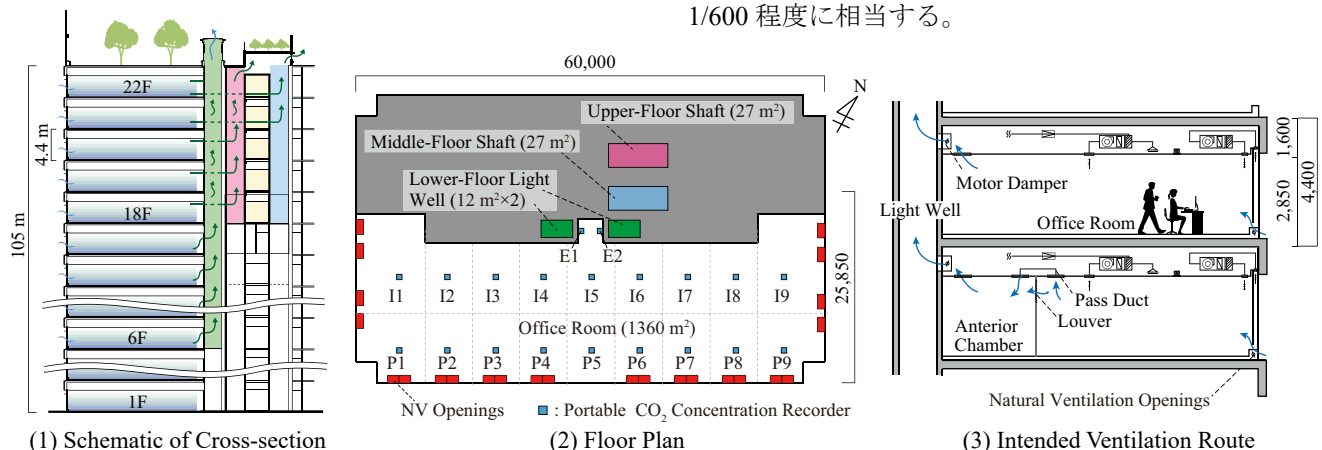 1/600 程度に相当する。
22F
4.4 m
18F
105 m
6F
1F
(1) Schematic of Cross-section
60,000
N
Upper-Floor Shaft (27 m²)
Middle-Floor Shaft (27 m²)
Lower-Floor Light
Well (12 m²×2)
E1 E2
25,850
I1 I2 I3 I4 I5 I6 I7 I8 I9
Office Room (1360 m²)
P1 P2 P3 P4 P5 P6 P7 P8 P9
NV Openings
: Portable CO₂ Concentration Recorder
(2) Floor Plan
Motor Damper
Light Well
Office Room
1,600
2,850
4,400
Pass Duct
Louver
Anterior
Chamber
Natural Ventilation Openings
(3) Intended Ventilation Route